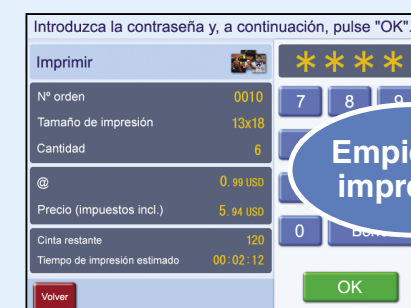 Introduzca la contraseña y, a continuación, pulse "OK".
Imprimir
****
Nº orden 0010
Tamaño de impresión 13x18
Cantidad 6
@ 0.99 USD
Precio (impuestos incl.) 5.94 USD
Cinta restante 120
Tiempo de impresión estimado 00:02:12
Volver
7 8 9
0
OK